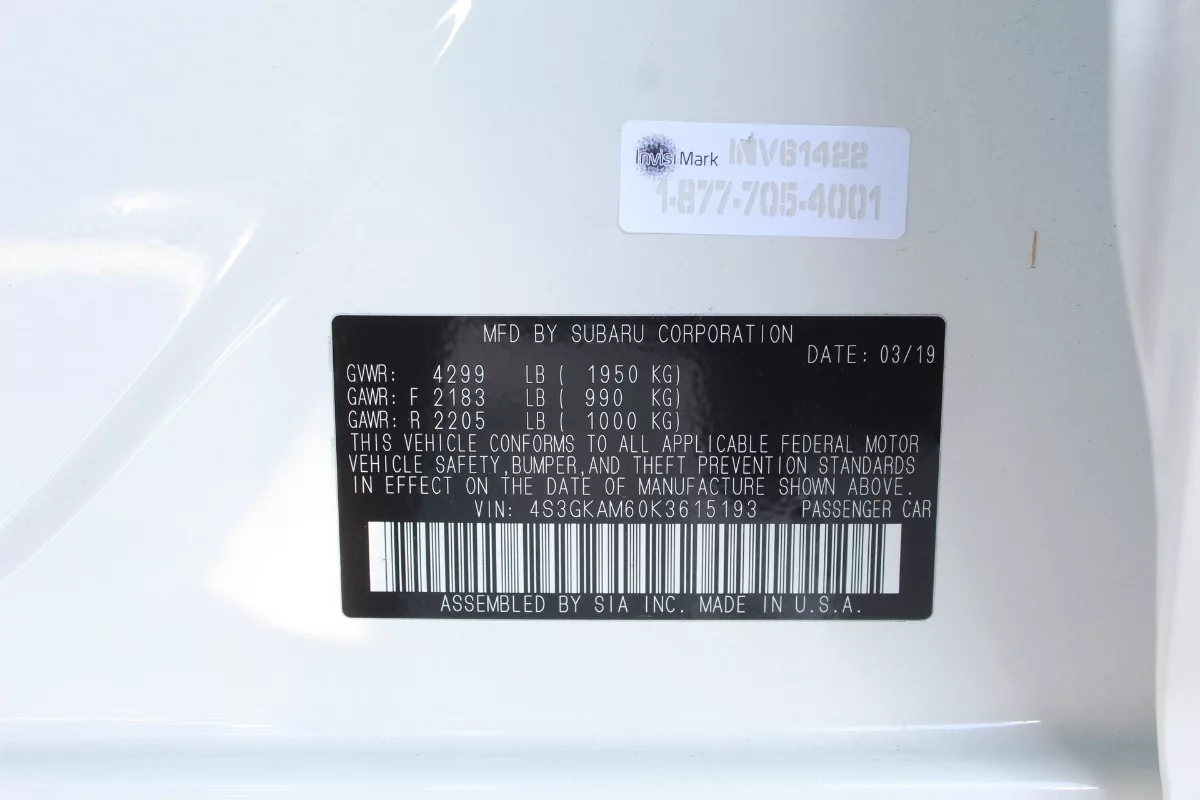 InvisiMark INV61422
1-877-705-4001
MFD BY SUBARU CORPORATION
DATE: 03/19
GVWR: 4299 LB ( 1950 KG)
GAWR: F 2183 LB ( 990 KG)
GAWR: R 2205 LB ( 1000 KG)
THIS VEHICLE CONFORMS TO ALL APPLICABLE FEDERAL MOTOR
VEHICLE SAFETY,BUMPER,AND THEFT PREVENTION STANDARDS
IN EFFECT ON THE DATE OF MANUFACTURE SHOWN ABOVE.
VIN: 4S3GKAM60K3615193 PASSENGER CAR
ASSEMBLED BY SIA INC. MADE IN U.S.A.